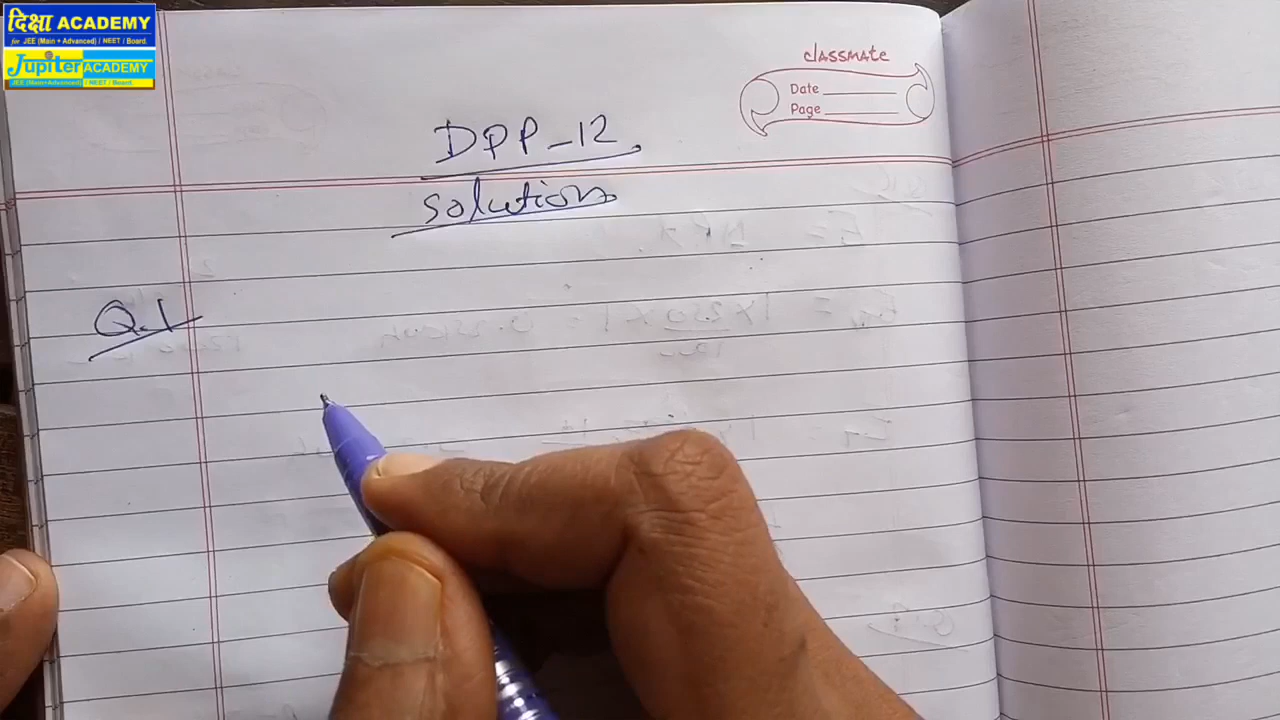 दिक्षा ACADEMY
for JEE (Main + Advanced) / NEET / Board.
Jupiter ACADEMY
JEE (Main+Advanced) / NEET / Board.
classmate
Date
Page
DPP-12
solutions
Q.1